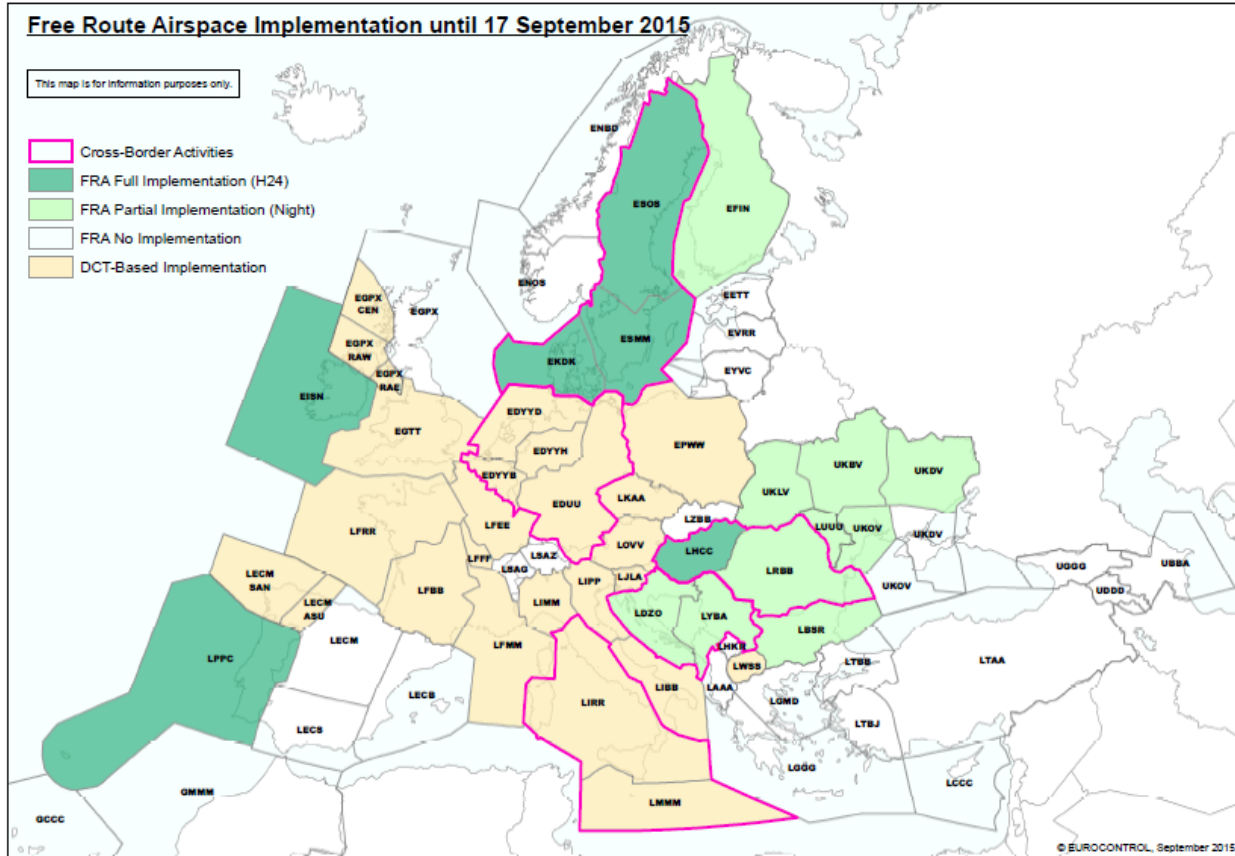 Free Route Airspace Implementation until 17 September 2015
This map is for information purposes only.
Cross-Border Activities
FRA Full Implementation (H24)
FRA Partial Implementation (Night)
FRA No Implementation
DCT-Based Implementation
ENBD
ESOS
EFIN
ENOS
EETT
EGPX
CEN
EGPX
EVRR
ESMM
EGPX
RAW
EKDK
EYVC
EGPX
RAE
EISN
EDYYD
EGTT
EDYYH
EPWW
UKBV
UKDV
EDYYB
UKLV
LKAA
EDUU
LZBB
LFEE
LUUU
UKOV
UKDV
LFRR
LOVV
LHCC
LFFF
LSAZ
LSAG
LRBB
UGGG
UBBA
LECM
SAN
LIPP
LJLA
UKOV
UDDD
LFBB
LIMM
LECM
ASU
LDZO
LYBA
LBSR
LECM
LFMM
LHKR
LPPC
LWSS
LTBB
LTAA
LAAA
LECB
LIBB
LGMD
LIRR
LTBJ
LECS
LGGG
LCCC
GMMM
LMMM
GCCC
© EUROCONTROL, September 2015